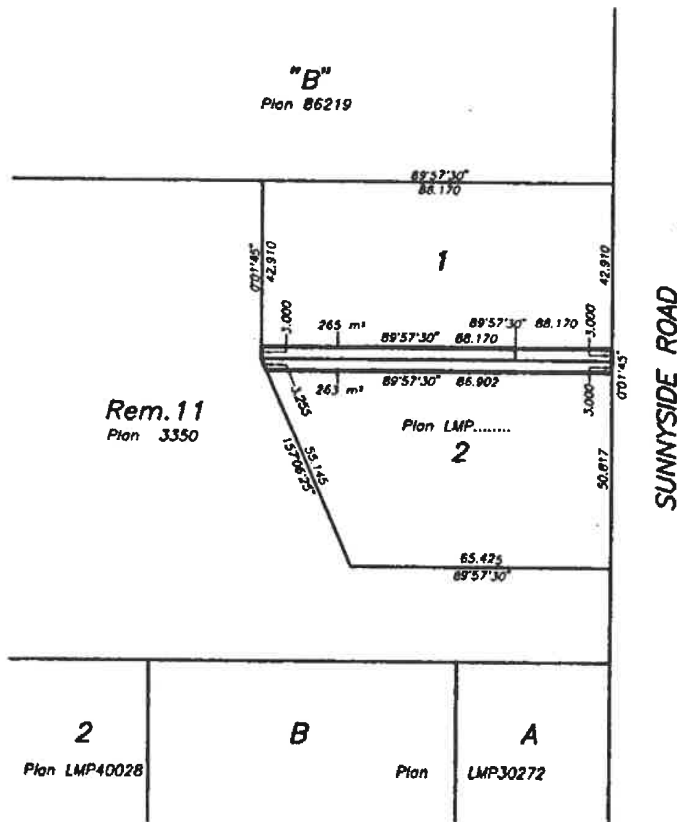 "B"
Plan 86219
89°57'30"
88.170
0°01'45"
42.910
1
42.910
SUNNYSIDE ROAD
3.000
265 m²
89°57'30" 88.170
89°57'30" 88.170
3.000
0°01'45"
3.255
263 m²
89°57'30" 86.902
3.000
Rem.11
Plan 3350
Plan LMP........
2
55.145
157°06'25"
50.817
65.425
89°57'30"
2
Plan LMP40028
B
A
Plan LMP30272